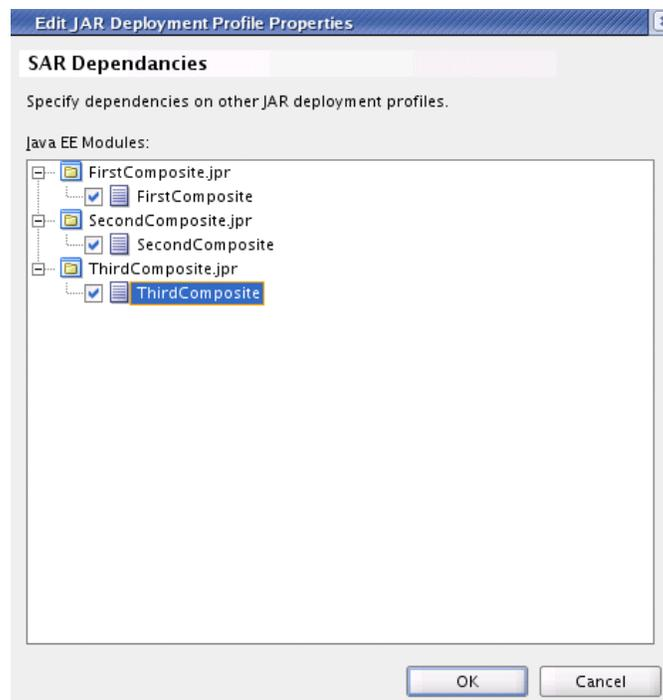 Edit JAR Deployment Profile Properties
SAR Dependancies
Specify dependencies on other JAR deployment profiles.
Java EE Modules:
FirstComposite.jpr
FirstComposite
SecondComposite.jpr
SecondComposite
ThirdComposite.jpr
ThirdComposite
OK
Cancel